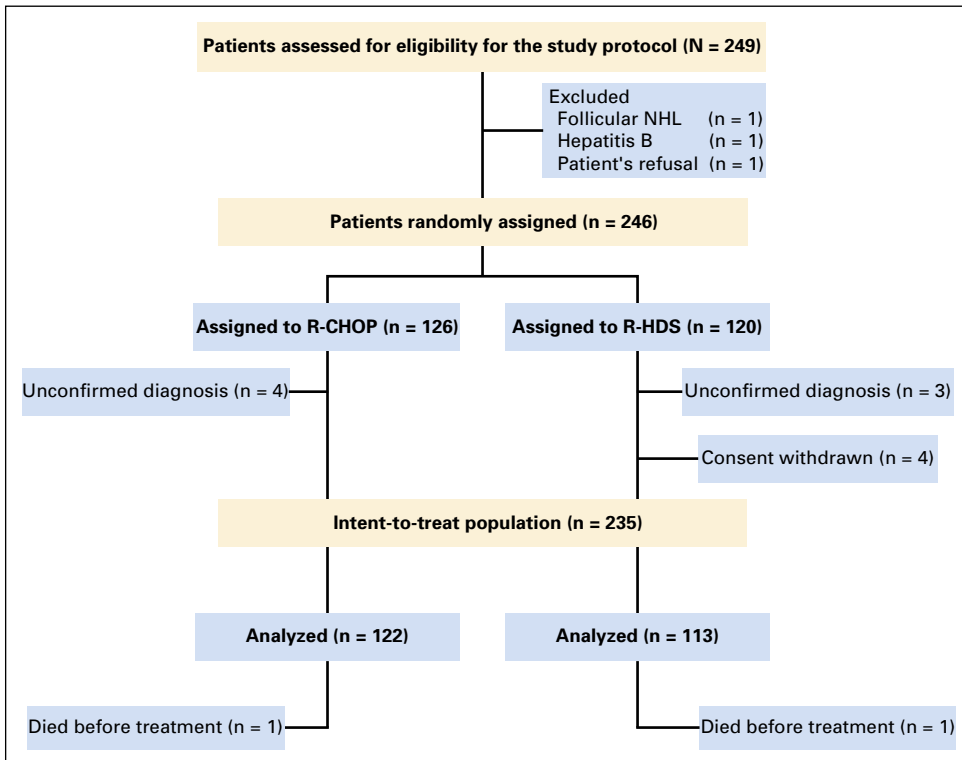 Patients assessed for eligibility for the study protocol (N = 249)
Excluded
Follicular NHL (n = 1)
Hepatitis B (n = 1)
Patient's refusal (n = 1)
Patients randomly assigned (n = 246)
Assigned to R-CHOP (n = 126)
Assigned to R-HDS (n = 120)
Unconfirmed diagnosis (n = 4)
Unconfirmed diagnosis (n = 3)
Consent withdrawn (n = 4)
Intent-to-treat population (n = 235)
Analyzed (n = 122)
Analyzed (n = 113)
Died before treatment (n = 1)
Died before treatment (n = 1)